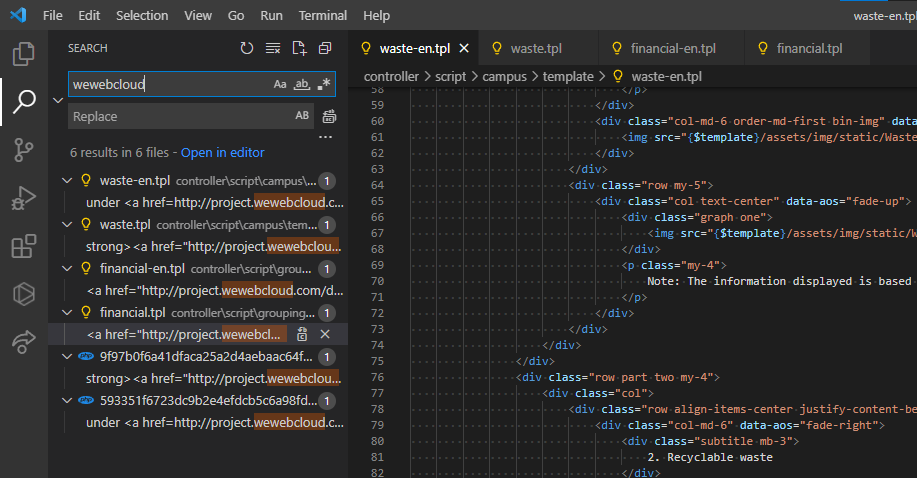 File Edit Selection View Go Run Terminal Help
waste-en.tpl
SEARCH
wewebcloud
Aa ab .*
Replace
AB
...
6 results in 6 files - Open in editor
waste-en.tpl controller\script\campus\... 1
under <a href=http://project.wewebcloud.c...
waste.tpl controller\script\campus\tem... 1
strong><a href="http://project.wewebclou...
financial-en.tpl controller\script\grou... 1
<a href="http://project.wewebcloud.com/d...
financial.tpl controller\script\grouping... 1
<a href="http://project.wewebcl...
9f97b0f6a41dfaca25a2d4aebaac64f... 1
strong><a href="http://project.wewebclou...
593351f6723dc9b2e4efdcb5c6a98fd... 1
under <a href=http://project.wewebcloud.c...
waste-en.tpl waste.tpl financial-en.tpl financial.tpl
controller > script > campus > template > waste-en.tpl
58 </p>
59 </div>
60 <div class="col-md-6 order-md-first bin-img" data
61 <img src="{$template}/assets/img/static/Waste
62 </div>
63 </div>
64 <div class="row my-5">
65 <div class="col text-center" data-aos="fade-up">
66 <div class="graph one">
67 <img src="{$template}/assets/img/static/W
68 </div>
69 <p class="my-4">
70 Note: The information displayed is based
71 </p>
72 </div>
73 </div>
74 </div>
75 </div>
76 <div class="row part two my-4">
77 <div class="col">
78 <div class="row align-items-center justify-content-be
79 <div class="col-md-6" data-aos="fade-right">
80 <div class="subtitle mb-3">
81 2. Recyclable waste
82 </div>